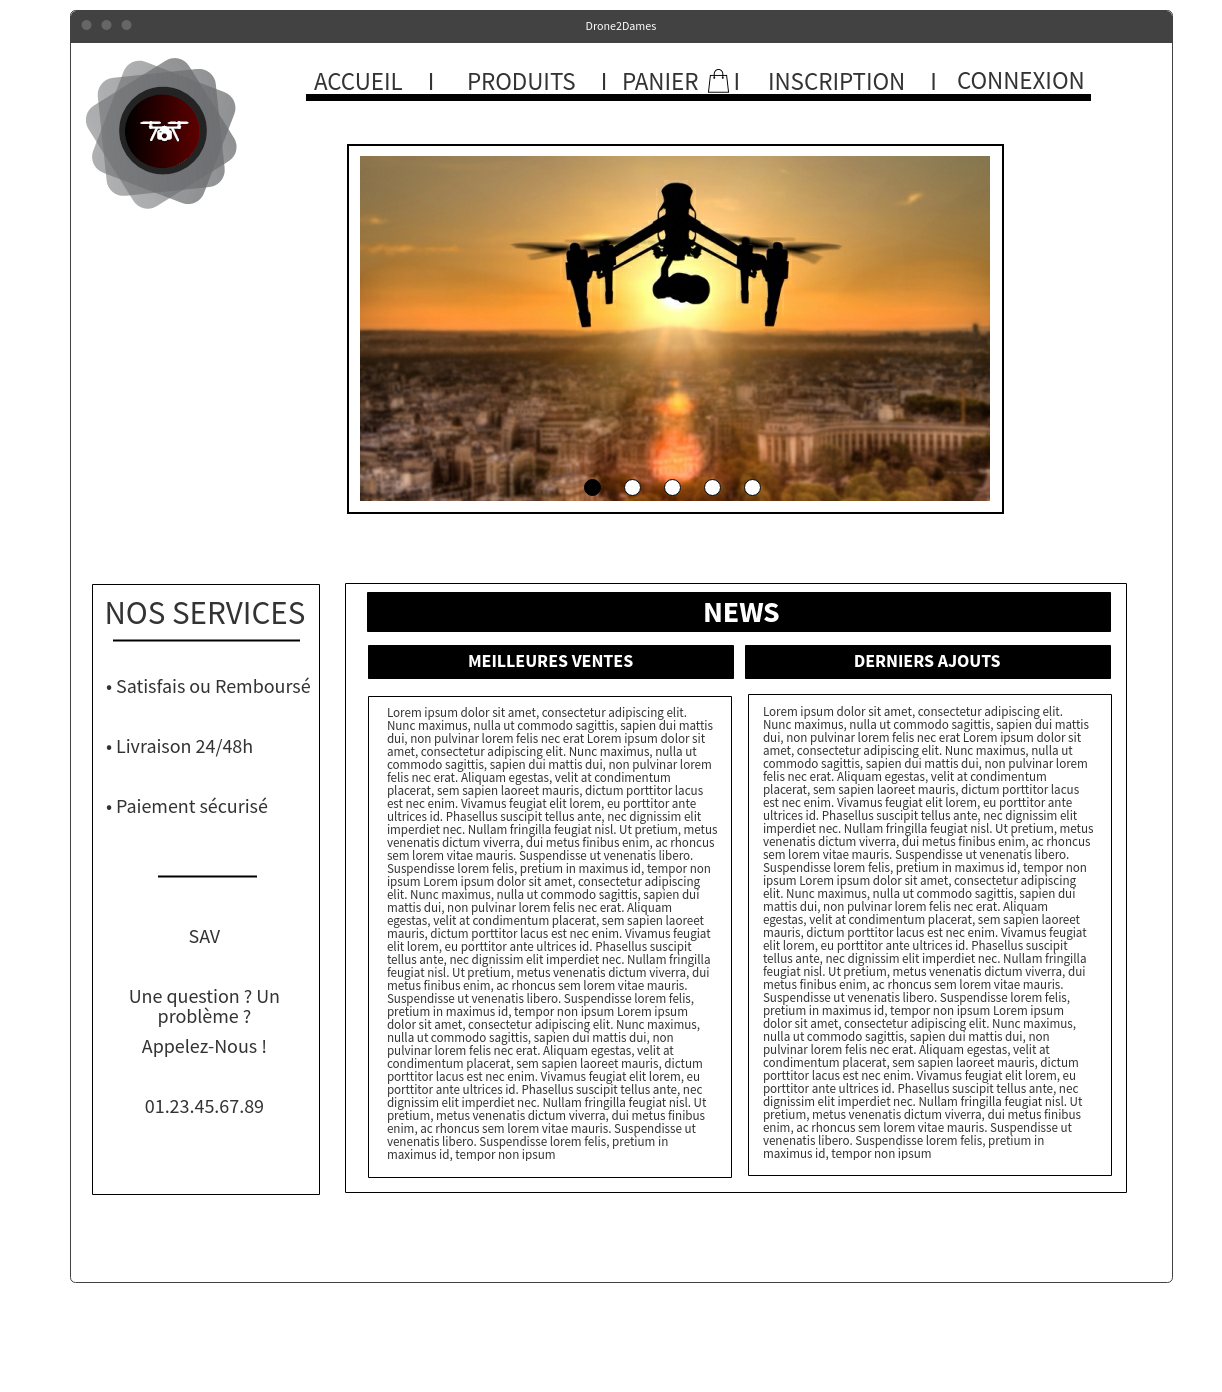 Drone2Dames
ACCUEIL I PRODUITS I PANIER I INSCRIPTION I CONNEXION
NOS SERVICES
• Satisfais ou Remboursé
• Livraison 24/48h
• Paiement sécurisé
SAV
Une question ? Un
problème ?
Appelez-Nous !
01.23.45.67.89
NEWS
MEILLEURES VENTES
Lorem ipsum dolor sit amet, consectetur adipiscing elit.
Nunc maximus, nulla ut commodo sagittis, sapien dui mattis
dui, non pulvinar lorem felis nec erat Lorem ipsum dolor sit
amet, consectetur adipiscing elit. Nunc maximus, nulla ut
commodo sagittis, sapien dui mattis dui, non pulvinar lorem
felis nec erat. Aliquam egestas, velit at condimentum
placerat, sem sapien laoreet mauris, dictum porttitor lacus
est nec enim. Vivamus feugiat elit lorem, eu porttitor ante
ultrices id. Phasellus suscipit tellus ante, nec dignissim elit
imperdiet nec. Nullam fringilla feugiat nisl. Ut pretium, metus
venenatis dictum viverra, dui metus finibus enim, ac rhoncus
sem lorem vitae mauris. Suspendisse ut venenatis libero.
Suspendisse lorem felis, pretium in maximus id, tempor non
ipsum Lorem ipsum dolor sit amet, consectetur adipiscing
elit. Nunc maximus, nulla ut commodo sagittis, sapien dui
mattis dui, non pulvinar lorem felis nec erat. Aliquam
egestas, velit at condimentum placerat, sem sapien laoreet
mauris, dictum porttitor lacus est nec enim. Vivamus feugiat
elit lorem, eu porttitor ante ultrices id. Phasellus suscipit
tellus ante, nec dignissim elit imperdiet nec. Nullam fringilla
feugiat nisl. Ut pretium, metus venenatis dictum viverra, dui
metus finibus enim, ac rhoncus sem lorem vitae mauris.
Suspendisse ut venenatis libero. Suspendisse lorem felis,
pretium in maximus id, tempor non ipsum Lorem ipsum
dolor sit amet, consectetur adipiscing elit. Nunc maximus,
nulla ut commodo sagittis, sapien dui mattis dui, non
pulvinar lorem felis nec erat. Aliquam egestas, velit at
condimentum placerat, sem sapien laoreet mauris, dictum
porttitor lacus est nec enim. Vivamus feugiat elit lorem, eu
porttitor ante ultrices id. Phasellus suscipit tellus ante, nec
dignissim elit imperdiet nec. Nullam fringilla feugiat nisl. Ut
pretium, metus venenatis dictum viverra, dui metus finibus
enim, ac rhoncus sem lorem vitae mauris. Suspendisse ut
venenatis libero. Suspendisse lorem felis, pretium in
maximus id, tempor non ipsum
DERNIERS AJOUTS
Lorem ipsum dolor sit amet, consectetur adipiscing elit.
Nunc maximus, nulla ut commodo sagittis, sapien dui mattis
dui, non pulvinar lorem felis nec erat Lorem ipsum dolor sit
amet, consectetur adipiscing elit. Nunc maximus, nulla ut
commodo sagittis, sapien dui mattis dui, non pulvinar lorem
felis nec erat. Aliquam egestas, velit at condimentum
placerat, sem sapien laoreet mauris, dictum porttitor lacus
est nec enim. Vivamus feugiat elit lorem, eu porttitor ante
ultrices id. Phasellus suscipit tellus ante, nec dignissim elit
imperdiet nec. Nullam fringilla feugiat nisl. Ut pretium, metus
venenatis dictum viverra, dui metus finibus enim, ac rhoncus
sem lorem vitae mauris. Suspendisse ut venenatis libero.
Suspendisse lorem felis, pretium in maximus id, tempor non
ipsum Lorem ipsum dolor sit amet, consectetur adipiscing
elit. Nunc maximus, nulla ut commodo sagittis, sapien dui
mattis dui, non pulvinar lorem felis nec erat. Aliquam
egestas, velit at condimentum placerat, sem sapien laoreet
mauris, dictum porttitor lacus est nec enim. Vivamus feugiat
elit lorem, eu porttitor ante ultrices id. Phasellus suscipit
tellus ante, nec dignissim elit imperdiet nec. Nullam fringilla
feugiat nisl. Ut pretium, metus venenatis dictum viverra, dui
metus finibus enim, ac rhoncus sem lorem vitae mauris.
Suspendisse ut venenatis libero. Suspendisse lorem felis,
pretium in maximus id, tempor non ipsum Lorem ipsum
dolor sit amet, consectetur adipiscing elit. Nunc maximus,
nulla ut commodo sagittis, sapien dui mattis dui, non
pulvinar lorem felis nec erat. Aliquam egestas, velit at
condimentum placerat, sem sapien laoreet mauris, dictum
porttitor lacus est nec enim. Vivamus feugiat elit lorem, eu
porttitor ante ultrices id. Phasellus suscipit tellus ante, nec
dignissim elit imperdiet nec. Nullam fringilla feugiat nisl. Ut
pretium, metus venenatis dictum viverra, dui metus finibus
enim, ac rhoncus sem lorem vitae mauris. Suspendisse ut
venenatis libero. Suspendisse lorem felis, pretium in
maximus id, tempor non ipsum